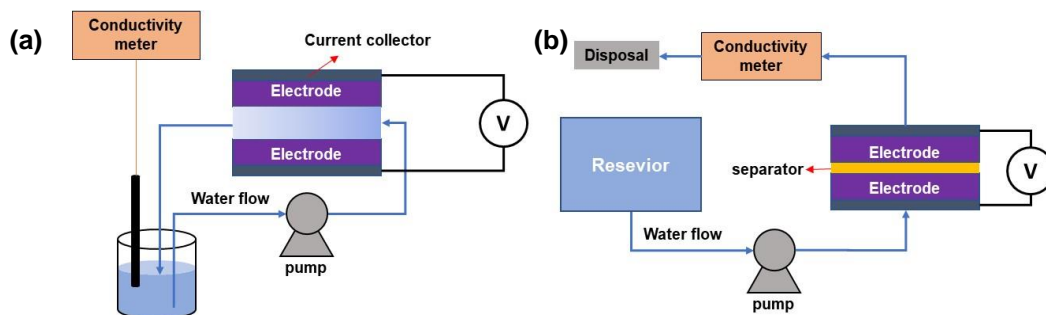 (a)
Conductivity
meter
Current collector
Electrode
Electrode
V
Water flow
pump
(b)
Disposal
Conductivity
meter
Resevior
separator
Electrode
Electrode
V
Water flow
pump